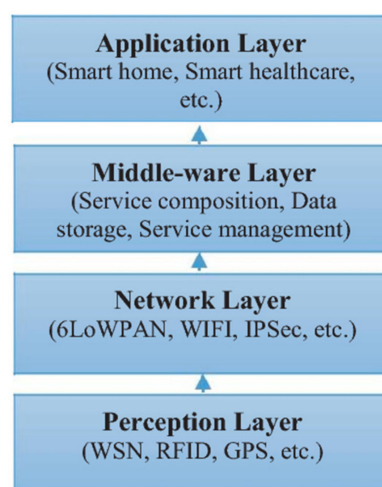 Application Layer
(Smart home, Smart healthcare,
etc.)
Middle-ware Layer
(Service composition, Data
storage, Service management)
Network Layer
(6LoWPAN, WIFI, IPSec, etc.)
Perception Layer
(WSN, RFID, GPS, etc.)